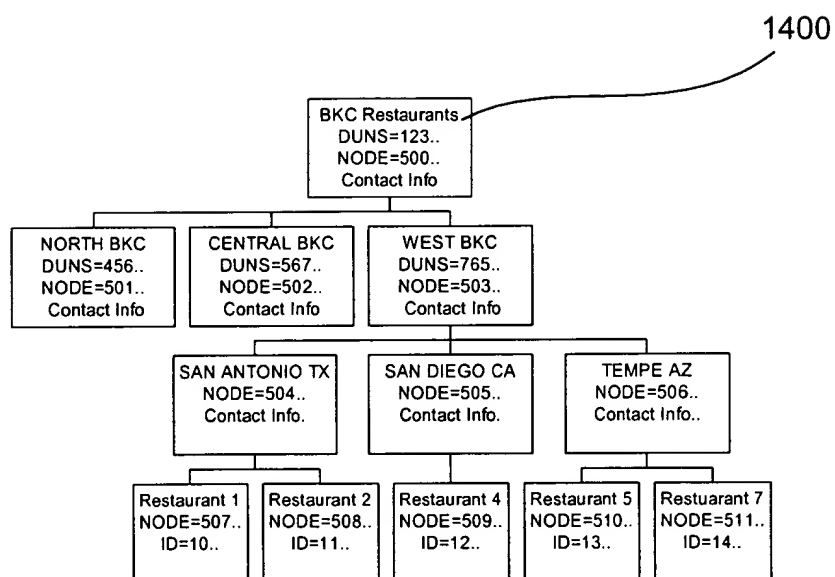 1400
BKC Restaurants
DUNS=123..
NODE=500..
Contact Info
NORTH BKC
DUNS=456..
NODE=501..
Contact Info
CENTRAL BKC
DUNS=567..
NODE=502..
Contact Info
WEST BKC
DUNS=765..
NODE=503..
Contact Info
SAN ANTONIO TX
NODE=504..
Contact Info.
SAN DIEGO CA
NODE=505..
Contact Info.
TEMPE AZ
NODE=506..
Contact Info..
Restaurant 1
NODE=507..
ID=10..
Restaurant 2
NODE=508..
ID=11..
Restaurant 4
NODE=509..
ID=12..
Restaurant 5
NODE=510..
ID=13..
Restuarant 7
NODE=511..
ID=14..